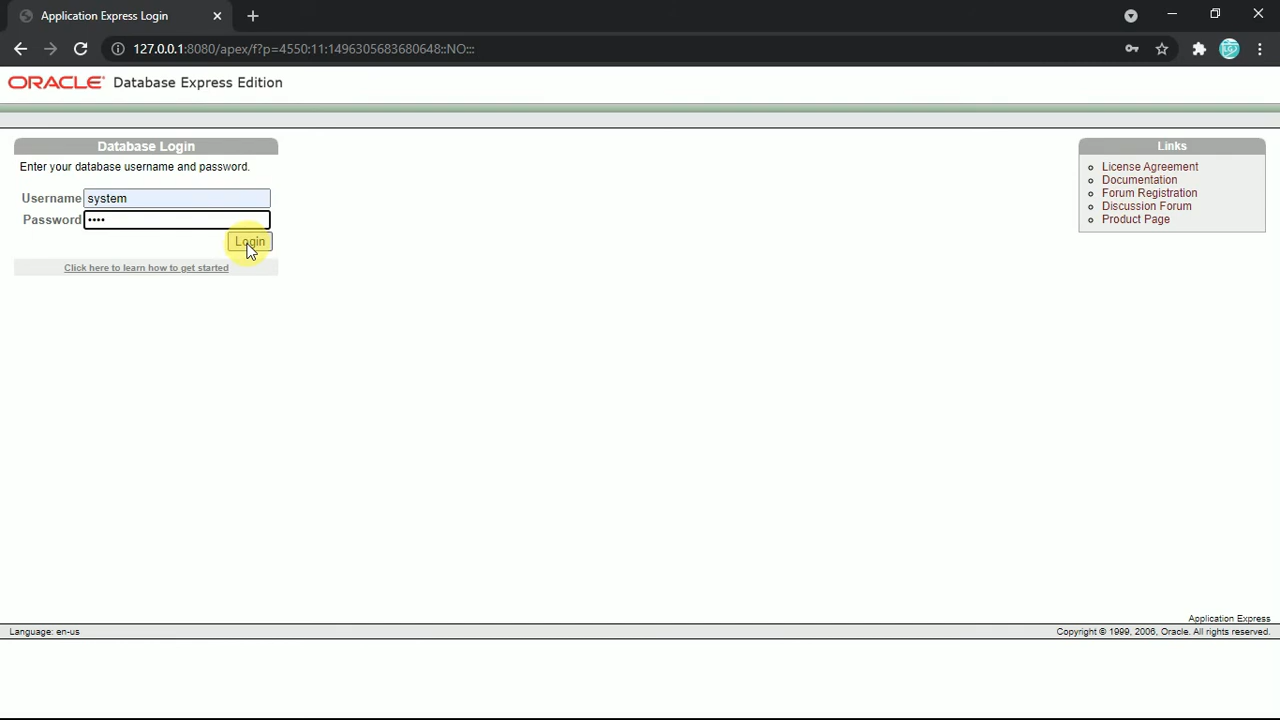 Application Express Login
127.0.0.1:8080/apex/f?p=4550:11:1496305683680648::NO:::
ORACLE Database Express Edition
Database Login
Enter your database username and password.
Username system
Password ••••
Login
Click here to learn how to get started
Links
License Agreement
Documentation
Forum Registration
Discussion Forum
Product Page
Application Express
Language: en-us
Copyright © 1999, 2006, Oracle. All rights reserved.